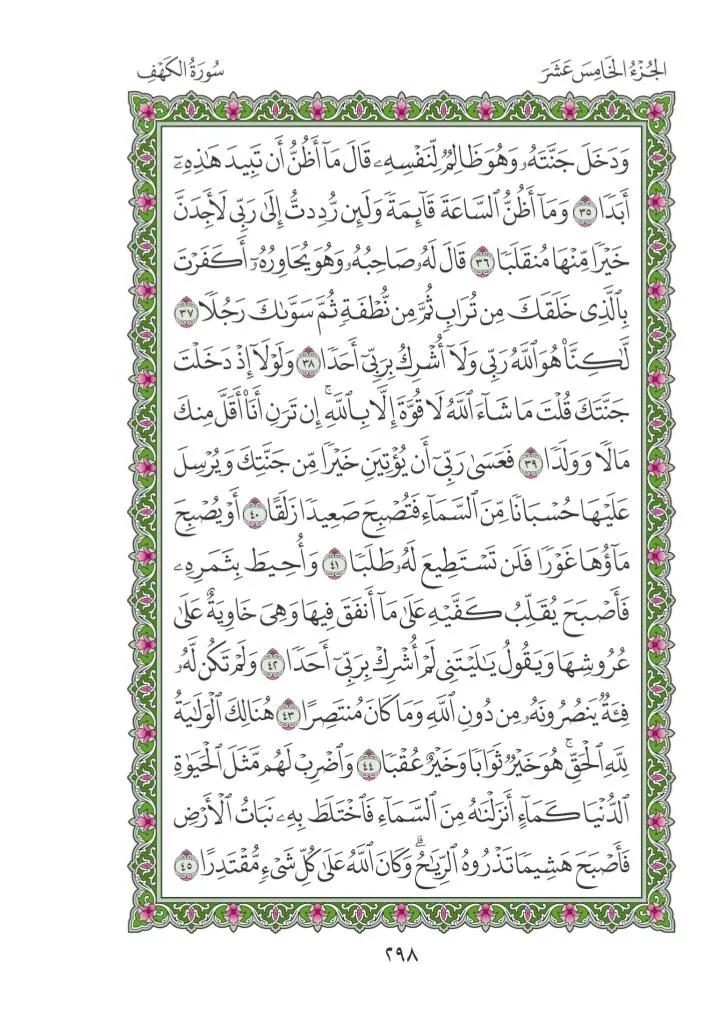 الجُزْءُ الخَامِسَ عَشَرَ
سُورَةُ الكَهْفِ
وَدَخَلَ جَنَّتَهُۥ وَهُوَ ظَالِمٌ لِّنَفْسِهِۦ قَالَ مَآ أَظُنُّ أَن تَبِيدَ هَٰذِهِۦٓ
أَبَدًا ٣٥ وَمَآ أَظُنُّ ٱلسَّاعَةَ قَآئِمَةً وَلَئِن رُّدِدتُّ إِلَىٰ رَبِّي لَأَجِدَنَّ
خَيْرًا مِّنْهَا مُنقَلَبًا ٣٦ قَالَ لَهُۥ صَاحِبُهُۥ وَهُوَ يُحَاوِرُهُۥٓ أَكَفَرْتَ
بِٱلَّذِى خَلَقَكَ مِن تُرَابٍ ثُمَّ مِن نُّطْفَةٍ ثُمَّ سَوَّىٰكَ رَجُلًا ٣٧
لَّٰكِنَّا۠ هُوَ ٱللَّهُ رَبِّي وَلَآ أُشْرِكُ بِرَبِّىٓ أَحَدًا ٣٨ وَلَوْلَآ إِذْ دَخَلْتَ
جَنَّتَكَ قُلْتَ مَا شَآءَ ٱللَّهُ لَا قُوَّةَ إِلَّا بِٱللَّهِۚ إِن تَرَنِ أَنَا۠ أَقَلَّ مِنكَ
مَالًا وَوَلَدًا ٣٩ فَعَسَىٰ رَبِّىٓ أَن يُؤْتِيَنِ خَيْرًا مِّن جَنَّتِكَ وَيُرْسِلَ
عَلَيْهَا حُسْبَانًا مِّنَ ٱلسَّمَآءِ فَتُصْبِحَ صَعِيدًا زَلَقًا ٤٠ أَوْ يُصْبِحَ
مَآؤُهَا غَوْرًا فَلَن تَسْتَطِيعَ لَهُۥ طَلَبًا ٤١ وَأُحِيطَ بِثَمَرِهِۦ
فَأَصْبَحَ يُقَلِّبُ كَفَّيْهِ عَلَىٰ مَآ أَنفَقَ فِيهَا وَهِىَ خَاوِيَةٌ عَلَىٰ
عُرُوشِهَا وَيَقُولُ يَٰلَيْتَنِى لَمْ أُشْرِكْ بِرَبِّىٓ أَحَدًا ٤٢ وَلَمْ تَكُن لَّهُۥ
فِئَةٌ يَنصُرُونَهُۥ مِن دُونِ ٱللَّهِ وَمَا كَانَ مُنتَصِرًا ٤٣ هُنَالِكَ ٱلْوَلَٰيَةُ
لِلَّهِ ٱلْحَقِّۚ هُوَ خَيْرٌ ثَوَابًا وَخَيْرٌ عُقْبًا ٤٤ وَٱضْرِبْ لَهُم مَّثَلَ ٱلْحَيَوٰةِ
ٱلدُّنْيَا كَمَآءٍ أَنزَلْنَٰهُ مِنَ ٱلسَّمَآءِ فَٱخْتَلَطَ بِهِۦ نَبَاتُ ٱلْأَرْضِ
فَأَصْبَحَ هَشِيمًا تَذْرُوهُ ٱلرِّيَٰحُۗ وَكَانَ ٱللَّهُ عَلَىٰ كُلِّ شَىْءٍ مُّقْتَدِرًا ٤٥
٢٩٨